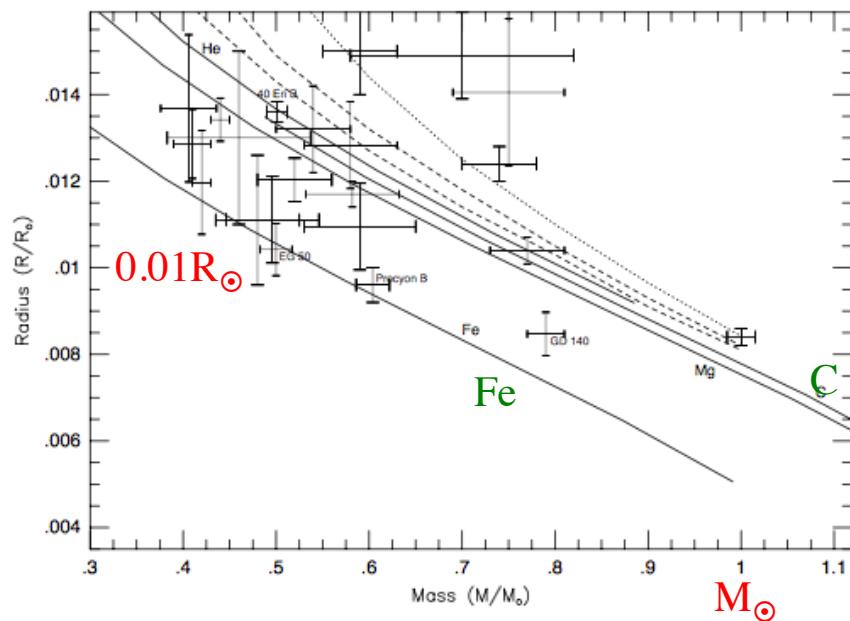 He
.014
40 Eri B
.012
0.01R☉
.01
EG 50
Procyon B
Radius (R/R☉)
Fe
GD 140
.008
Mg
C
C
Fe
.006
.004
.3
.4
.5
.6
.7
.8
.9
1
1.1
Mass (M/M☉)
M☉